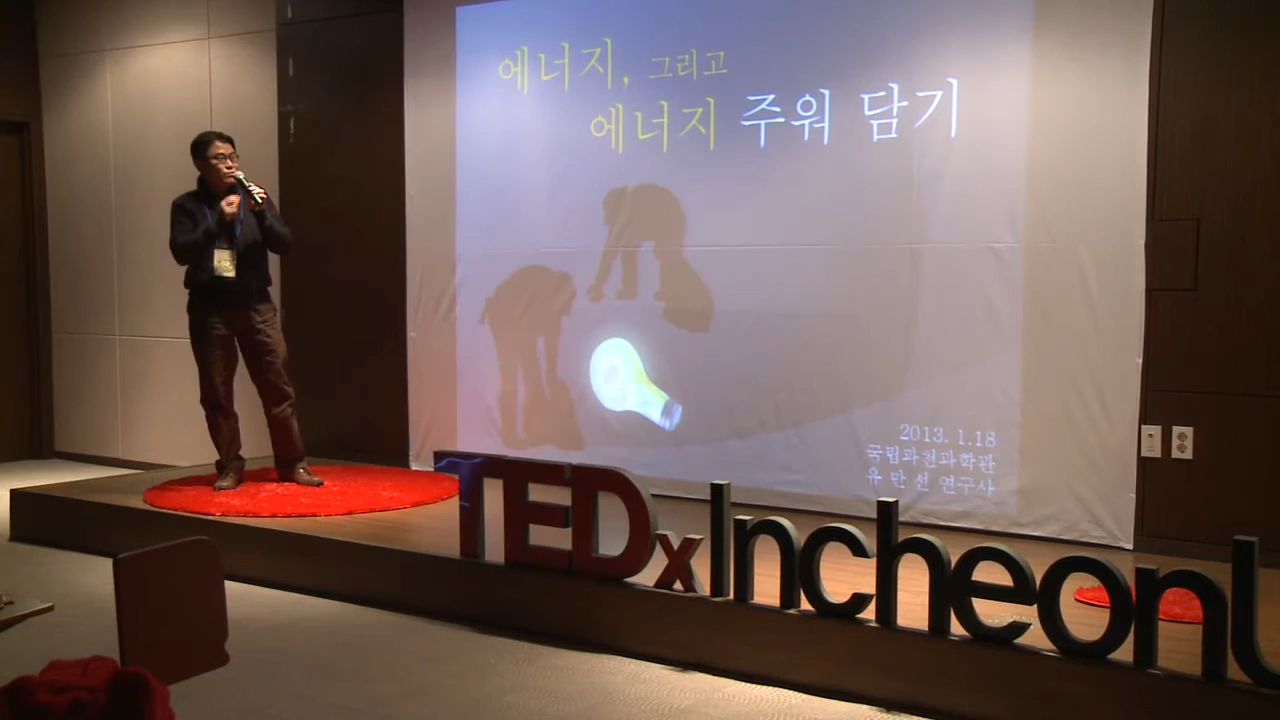 에너지, 그리고
에너지 주워 담기
2013. 1.18
국립과천과학관
유 만 선 연구사
TEDxIncheonU